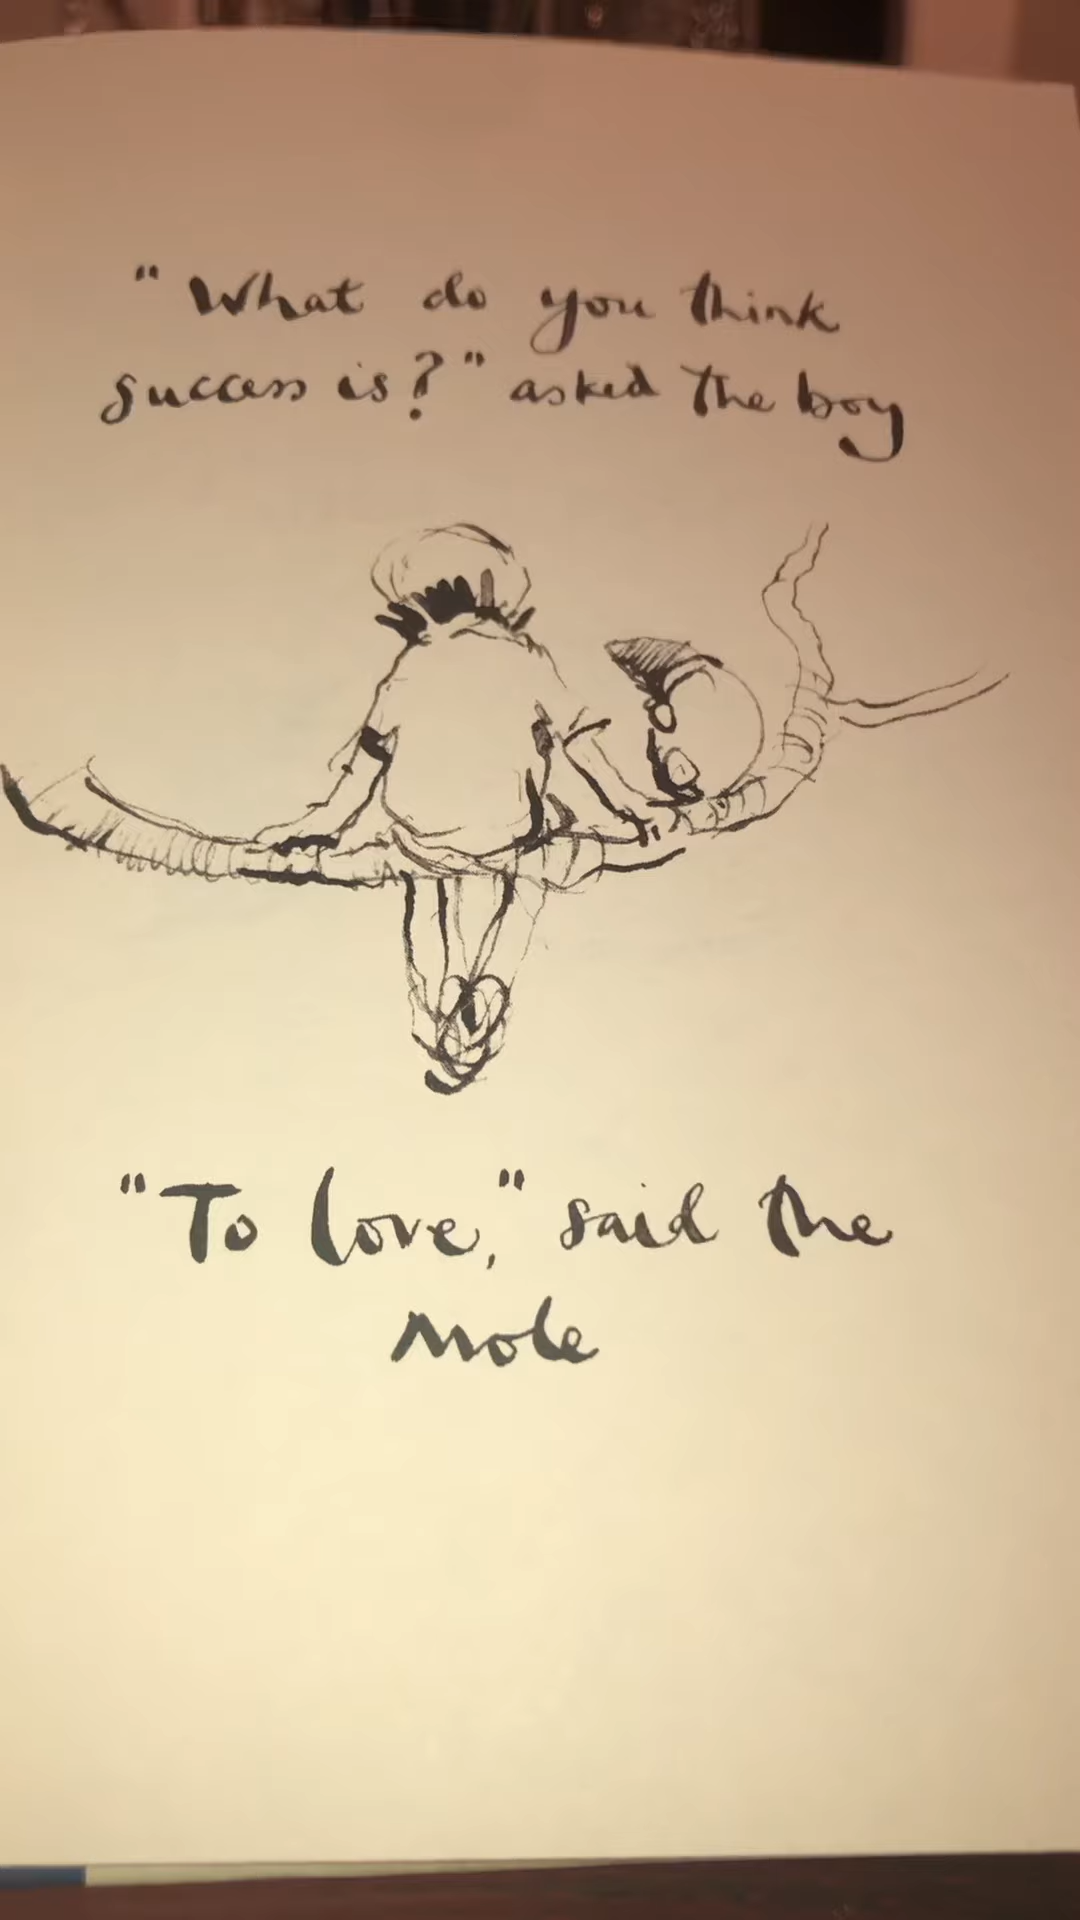 "What do you think
success is?" asked the boy
"To love," said the
mole